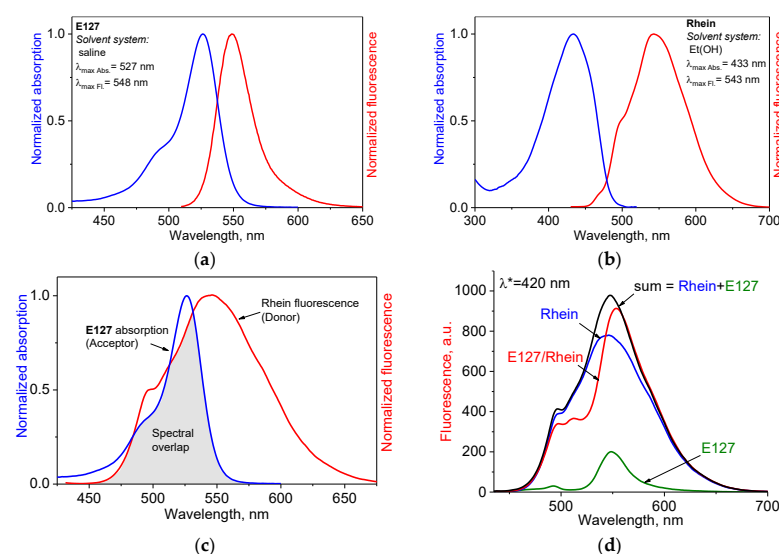 E127
Solvent system:
saline
λmax Abs.= 527 nm
λmax Fl.= 548 nm
Normalized absorption
1.0
0.5
0.0
450 500 550 600 650
Wavelength, nm
Normalized fluorescence
(a)
Rhein
Solvent system:
Et(OH)
λmax Abs.= 433 nm
λmax Fl.= 543 nm
Normalized absorption
1.0
0.5
0.0
300 400 500 600 700
Wavelength, nm
Normalized fluorescence
(b)
Normalized absorption
1.0
0.5
0.0
E127 absorption
(Acceptor)
Rhein fluorescence
(Donor)
Spectral
overlap
450 500 550 600 650
Wavelength, nm
Normalized fluorescence
(c)
λ*=420 nm
sum = Rhein+E127
Rhein
E127/Rhein
E127
Fluorescence, a.u.
1000
800
600
400
200
0
500 600 700
Wavelength, nm
(d)